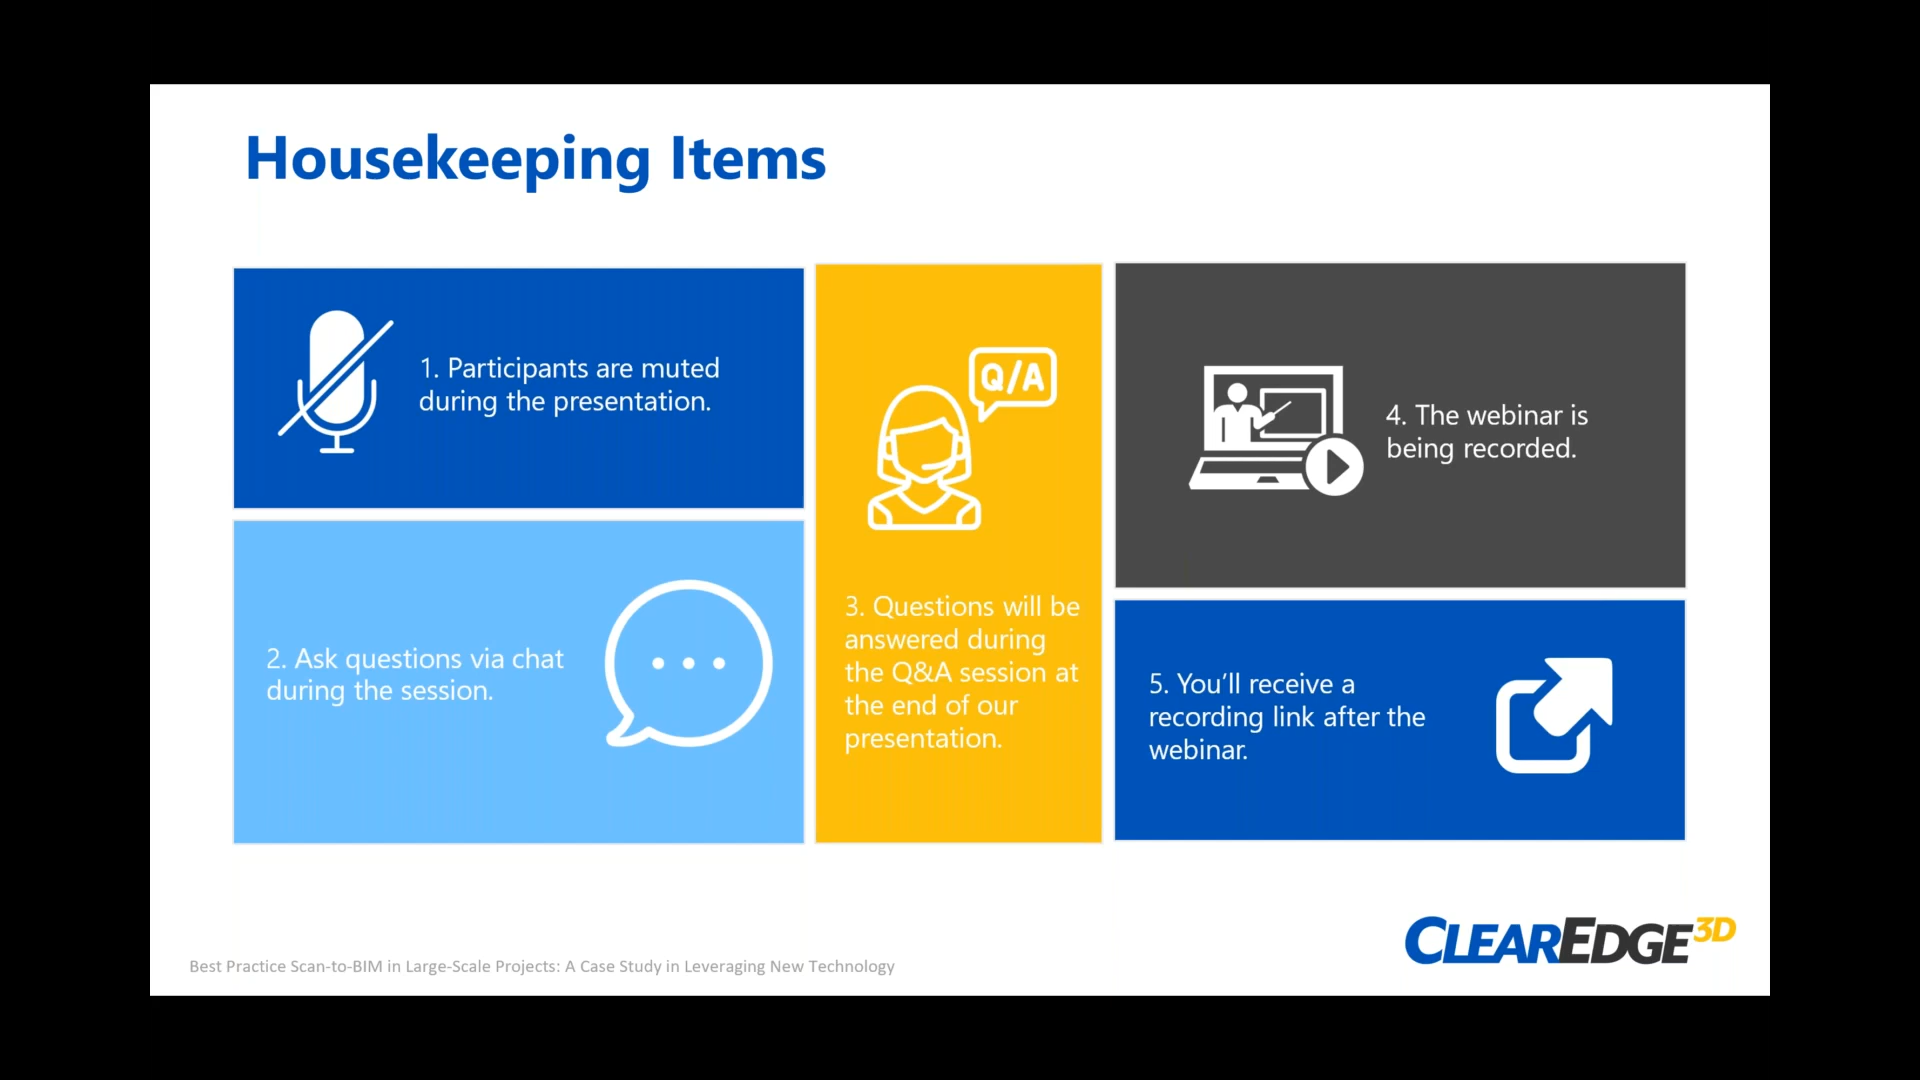 Housekeeping Items
1. Participants are muted
during the presentation.
2. Ask questions via chat
during the session.
Q/A
3. Questions will be
answered during
the Q&A session at
the end of our
presentation.
4. The webinar is
being recorded.
5. You’ll receive a
recording link after the
webinar.
Best Practice Scan-to-BIM in Large-Scale Projects: A Case Study in Leveraging New Technology
CLEAREDGE3D